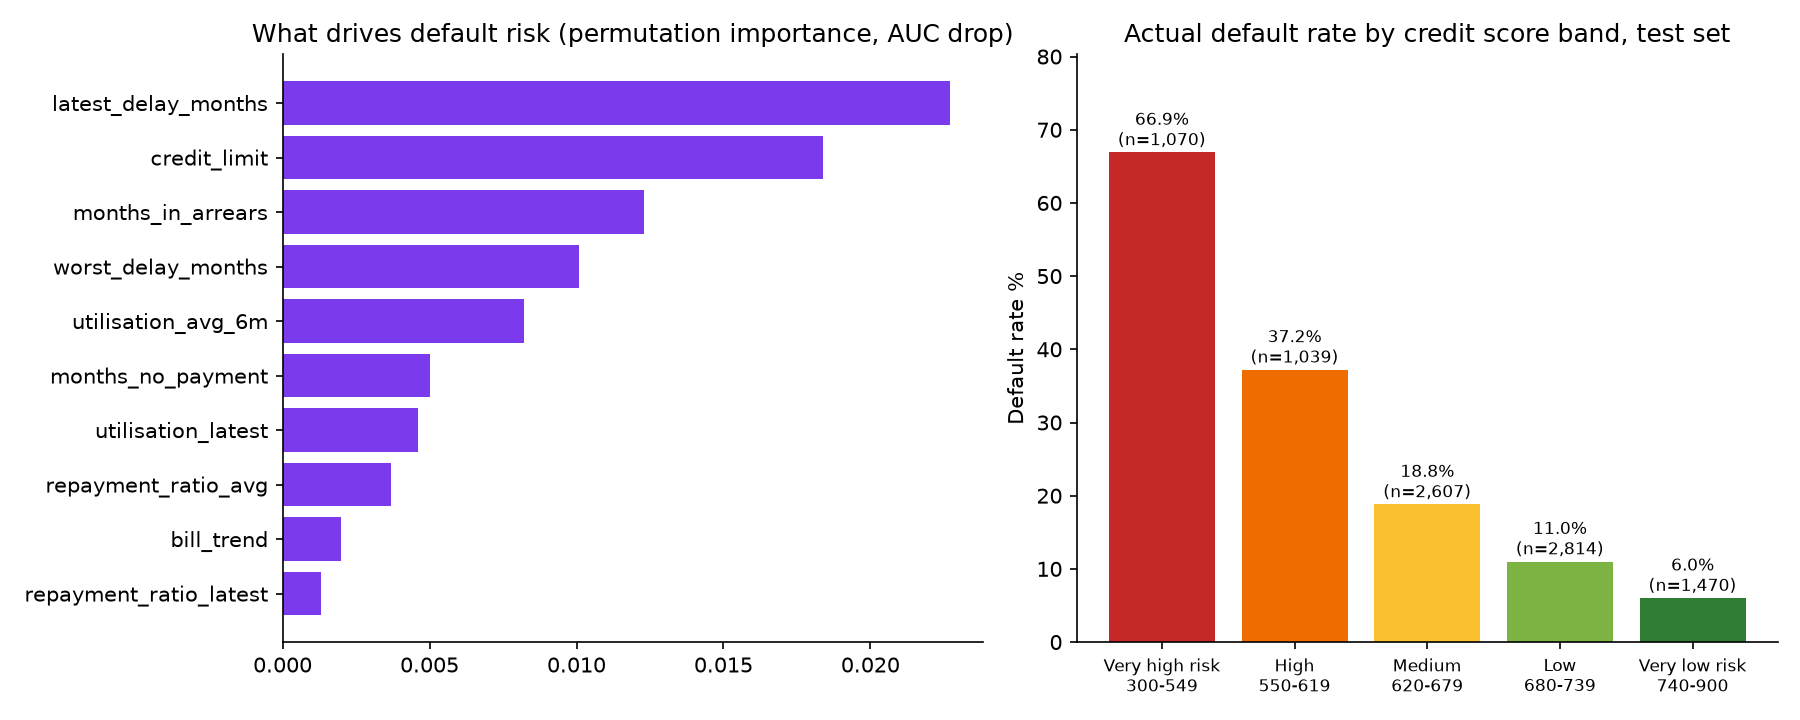 What drives default risk (permutation importance, AUC drop)
latest_delay_months
credit_limit
months_in_arrears
worst_delay_months
utilisation_avg_6m
months_no_payment
utilisation_latest
repayment_ratio_avg
bill_trend
repayment_ratio_latest
0.000 0.005 0.010 0.015 0.020
Actual default rate by credit score band, test set
Default rate %
80
70
60
50
40
30
20
10
0
66.9%
(n=1,070)
37.2%
(n=1,039)
18.8%
(n=2,607)
11.0%
(n=2,814)
6.0%
(n=1,470)
Very high risk
300-549
High
550-619
Medium
620-679
Low
680-739
Very low risk
740-900